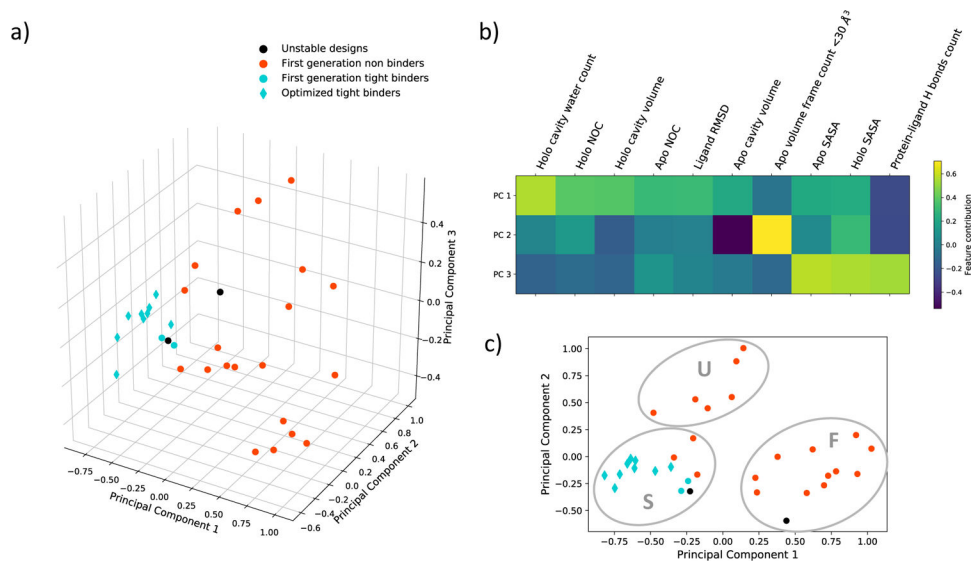 a)
Unstable designs
First generation non binders
First generation tight binders
Optimized tight binders
0.4
0.2
0.0
−0.2
−0.4
Principal Component 3
−0.75
−0.50
−0.25
0.00
0.25
0.50
0.75
1.00
Principal Component 1
−0.6
−0.4
−0.2
0.0
0.2
0.4
0.6
0.8
1.0
Principal Component 2
b)
Holo cavity water count
Holo NOC
Holo cavity volume
Apo NOC
Ligand RMSD
Apo cavity volume
Apo volume frame count <30 Å³
Apo SASA
Holo SASA
Protein-ligand H bonds count
PC 1
PC 2
PC 3
0.6
0.4
0.2
0.0
−0.2
−0.4
Feature contribution
c)
1.00
0.75
0.50
0.25
0.00
−0.25
−0.50
Principal Component 2
U
F
S
−0.75 −0.50 −0.25 0.00 0.25 0.50 0.75 1.00
Principal Component 1